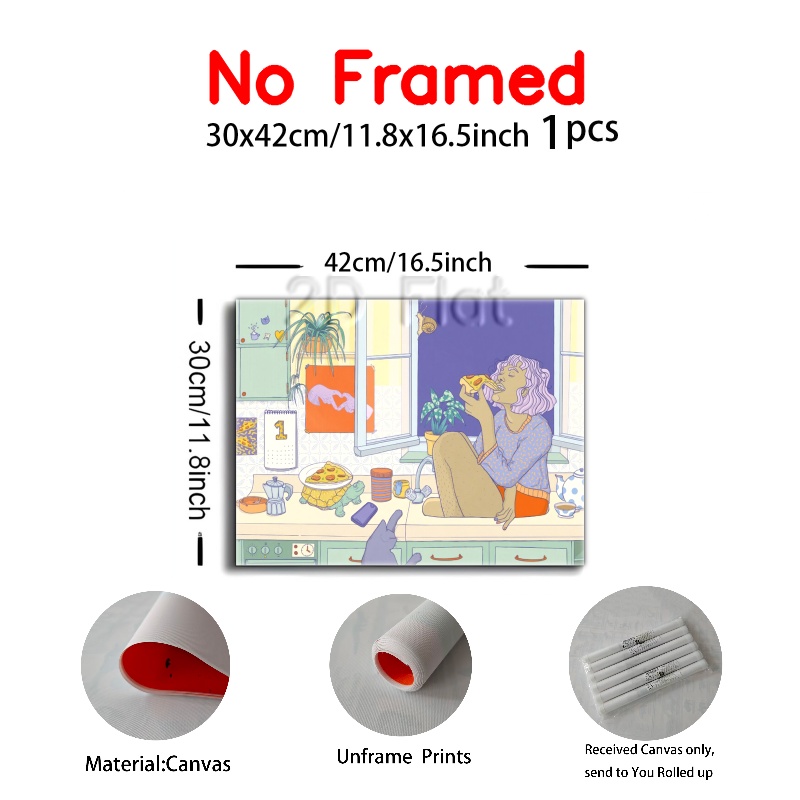 No Framed
30x42cm/11.8x16.5inch 1pcs
42cm/16.5inch
2D Flat
30cm/11.8inch
1
Material:Canvas
Unframe Prints
Received Canvas only,
send to You Rolled up